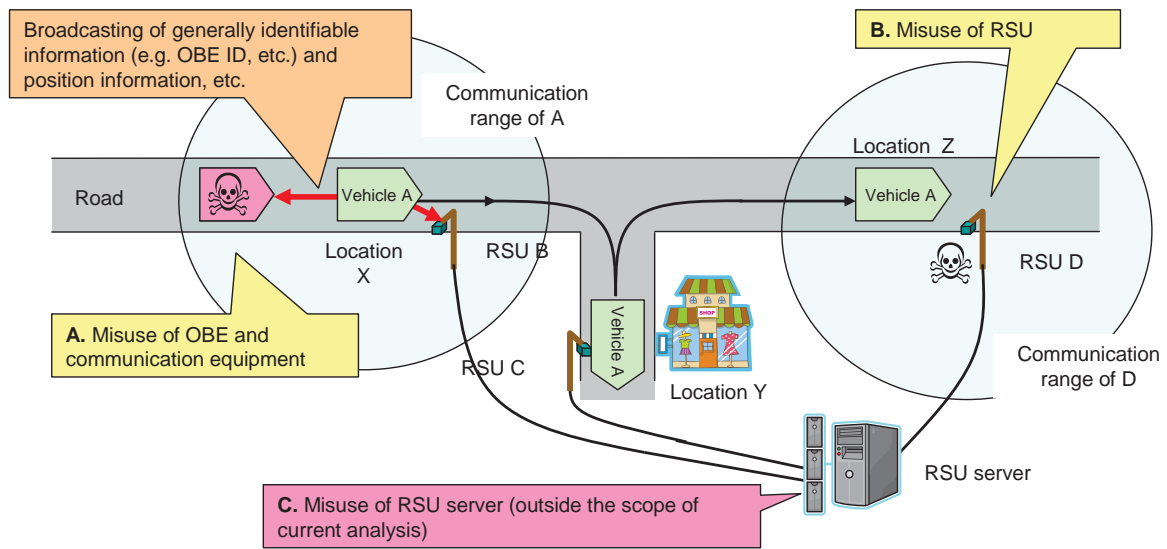 Broadcasting of generally identifiable
information (e.g. OBE ID, etc.) and
position information, etc.
B. Misuse of RSU
Communication
range of A
Location Z
Road
Vehicle A
Vehicle A
Location
X
RSU B
RSU D
A. Misuse of OBE and
communication equipment
RSU C
Vehicle A
SHOP
Location Y
Communication
range of D
RSU server
C. Misuse of RSU server (outside the scope of
current analysis)